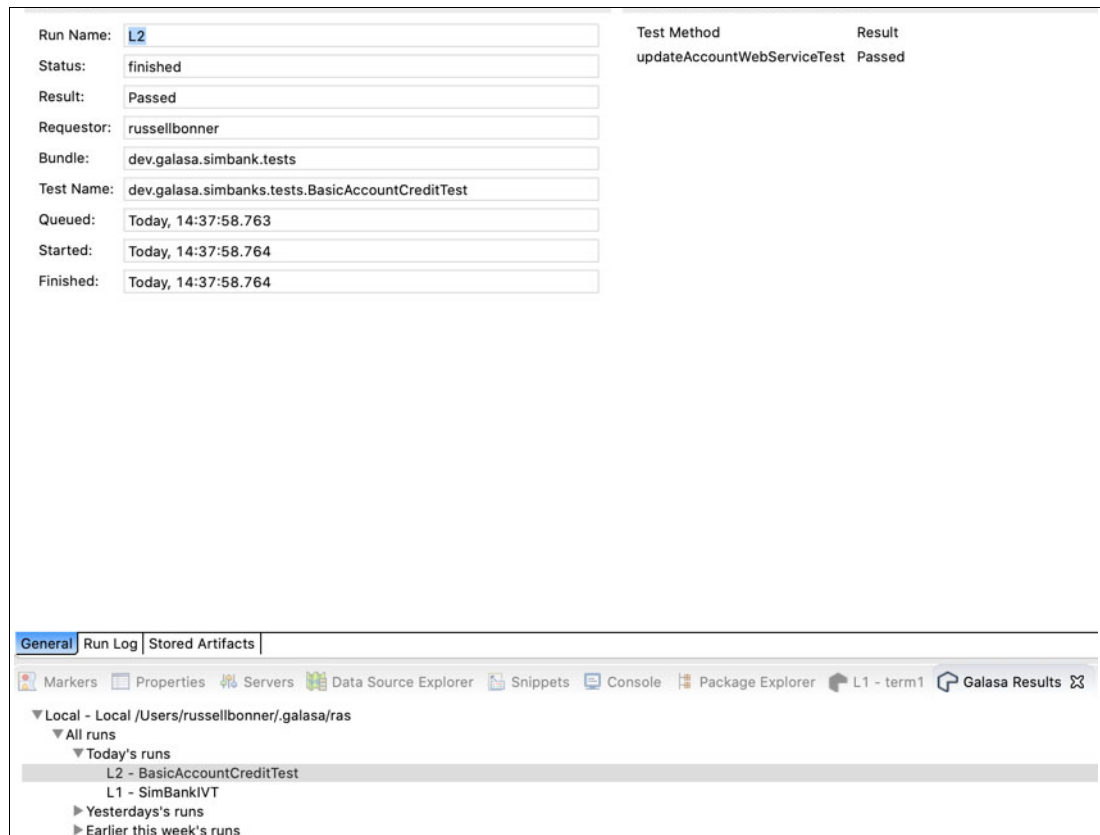 Run Name: L2
Status: finished
Result: Passed
Requestor: russellbonner
Bundle: dev.galasa.simbank.tests
Test Name: dev.galasa.simbanks.tests.BasicAccountCreditTest
Queued: Today, 14:37:58.763
Started: Today, 14:37:58.764
Finished: Today, 14:37:58.764
Test Method Result
updateAccountWebServiceTest Passed
General Run Log Stored Artifacts
Markers Properties Servers Data Source Explorer Snippets Console Package Explorer L1 - term1 Galasa Results
Local - Local /Users/russellbonner/.galasa/ras
All runs
Today's runs
L2 - BasicAccountCreditTest
L1 - SimBankIVT
Yesterdays's runs
Earlier this week's runs